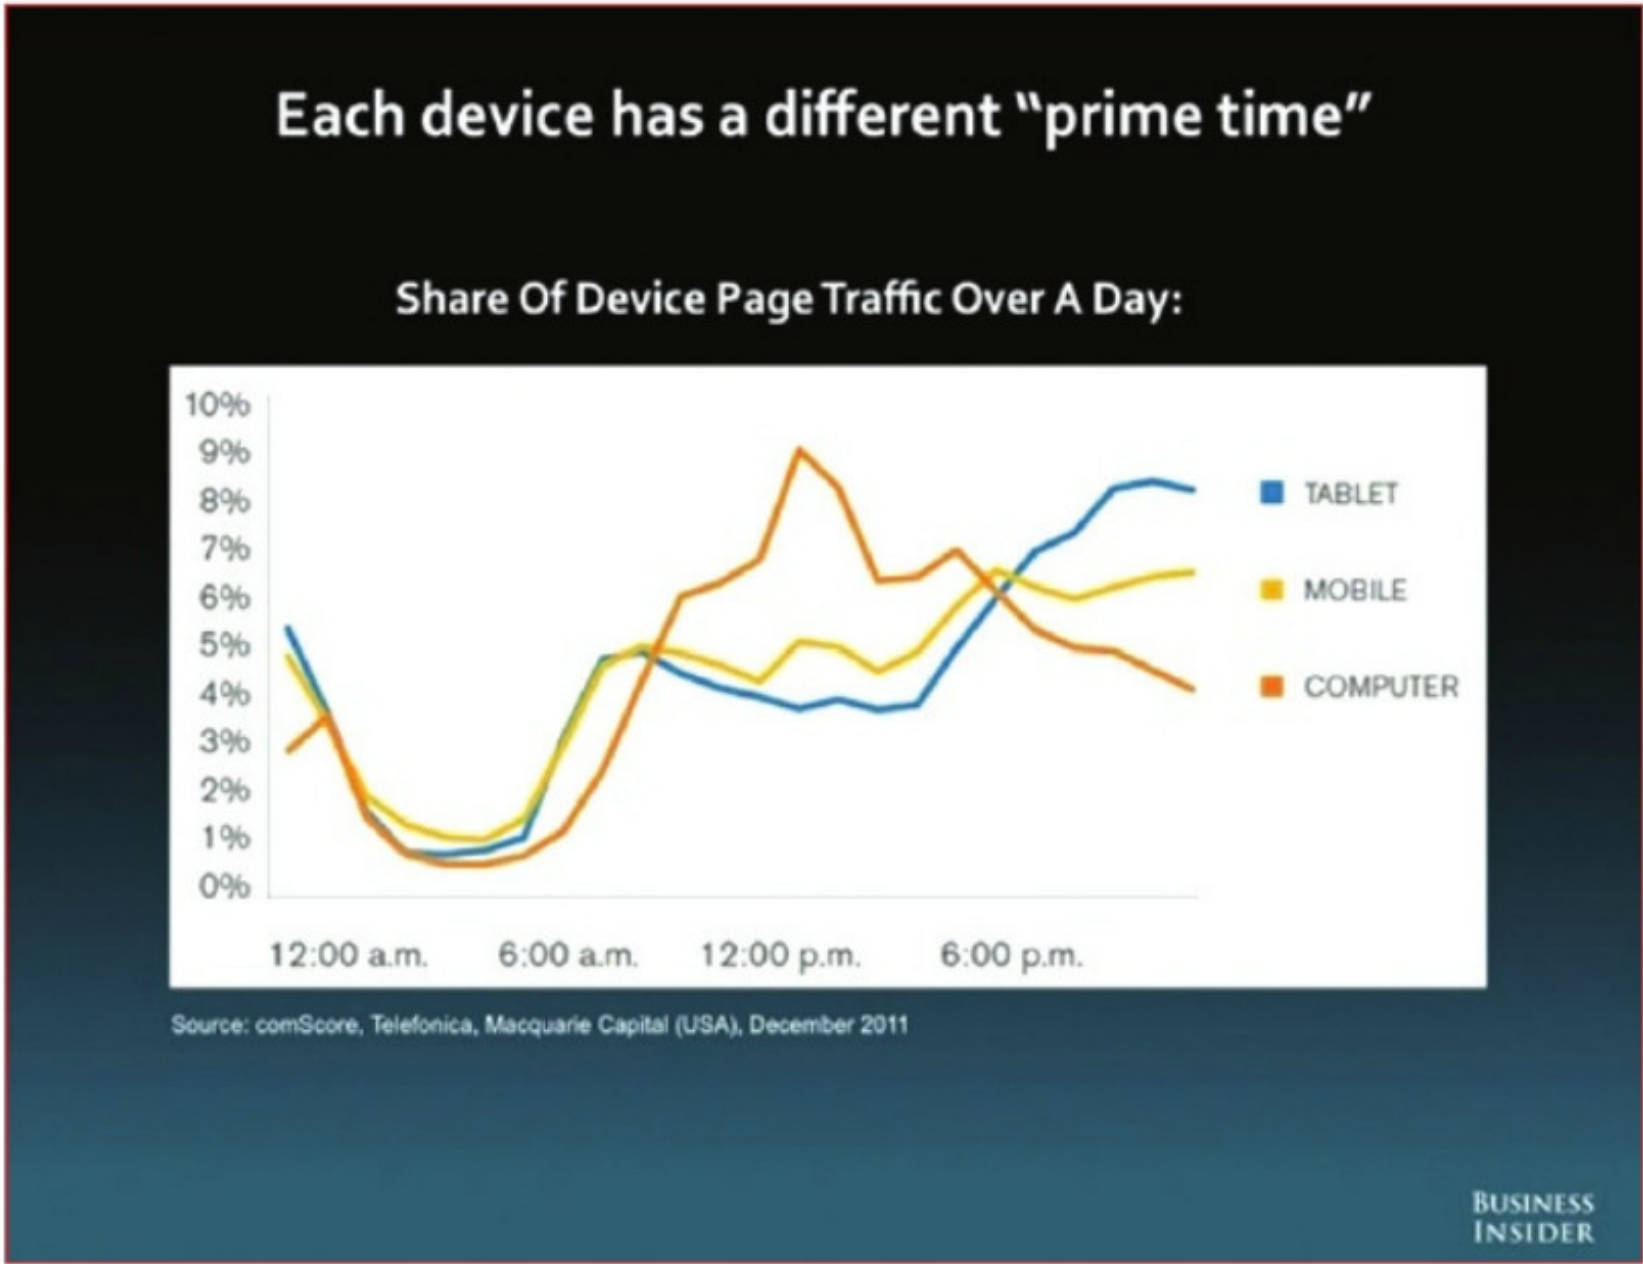 Each device has a different “prime time”
Share Of Device Page Traffic Over A Day:
10%
9%
8%
7%
6%
5%
4%
3%
2%
1%
0%
12:00 a.m. 6:00 a.m. 12:00 p.m. 6:00 p.m.
TABLET
MOBILE
COMPUTER
Source: comScore, Telefonica, Macquarie Capital (USA), December 2011
BUSINESS
INSIDER